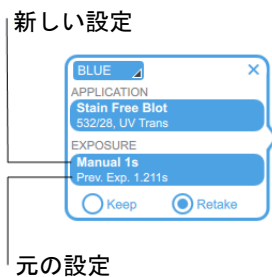 新しい設定
BLUE
APPLICATION
Stain Free Blot
532/28, UV Trans
EXPOSURE
Manual 1s
Prev. Exp. 1.211s
Keep Retake
元の設定